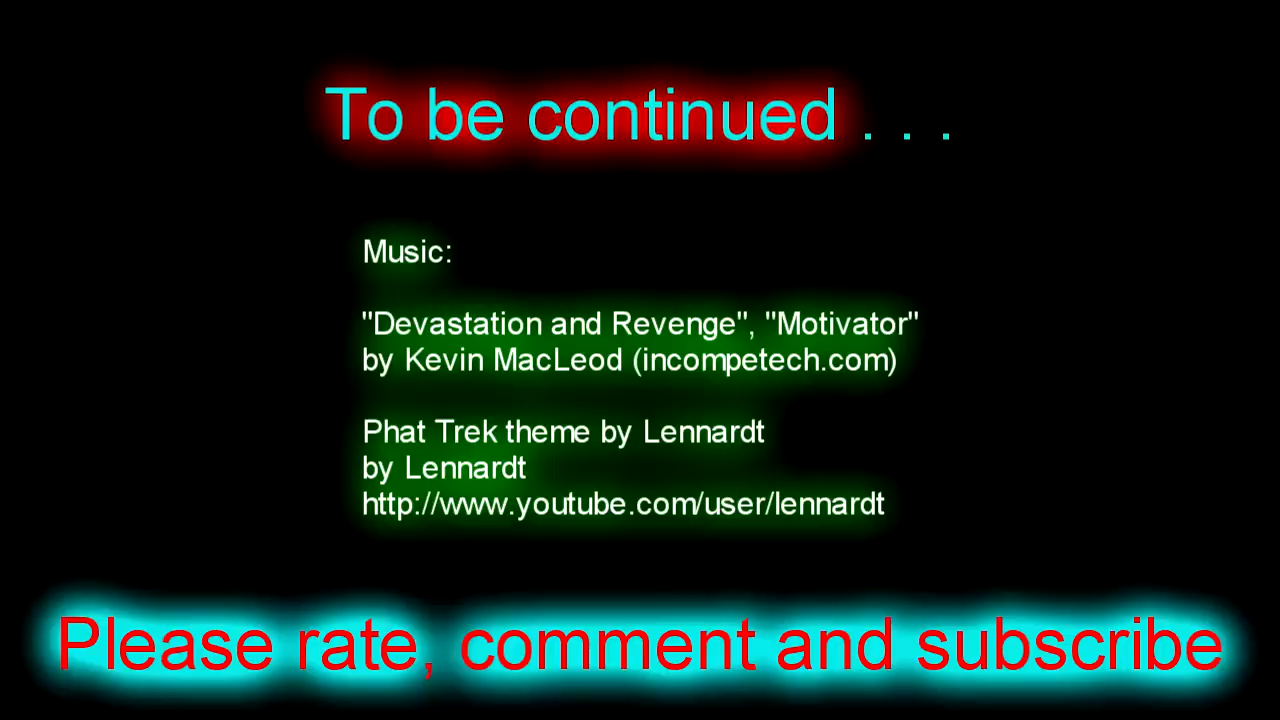 To be continued . . .
Music:
"Devastation and Revenge", "Motivator"
by Kevin MacLeod (incompetech.com)
Phat Trek theme by Lennardt
by Lennardt
http://www.youtube.com/user/lennardt
Please rate, comment and subscribe